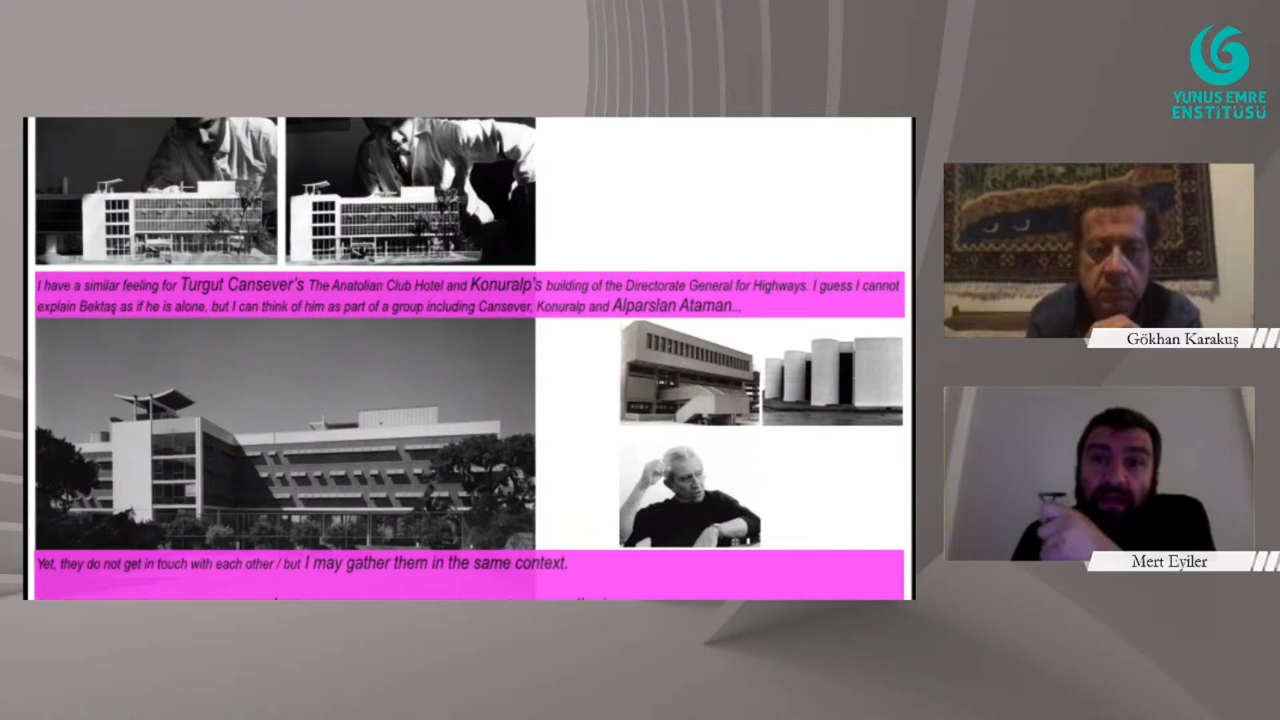 YUNUS EMRE
ENSTİTÜSÜ
I have a similar feeling for Turgut Cansever's The Anatolian Club Hotel and Konuralp's building of the Directorate General for Highways. I guess I cannot
explain Bektaş as if he is alone, but I can think of him as part of a group including Cansever, Konuralp and Alparslan Ataman...
Gökhan Karakuş
Yet, they do not get in touch with each other / but I may gather them in the same context.
Mert Eyiler